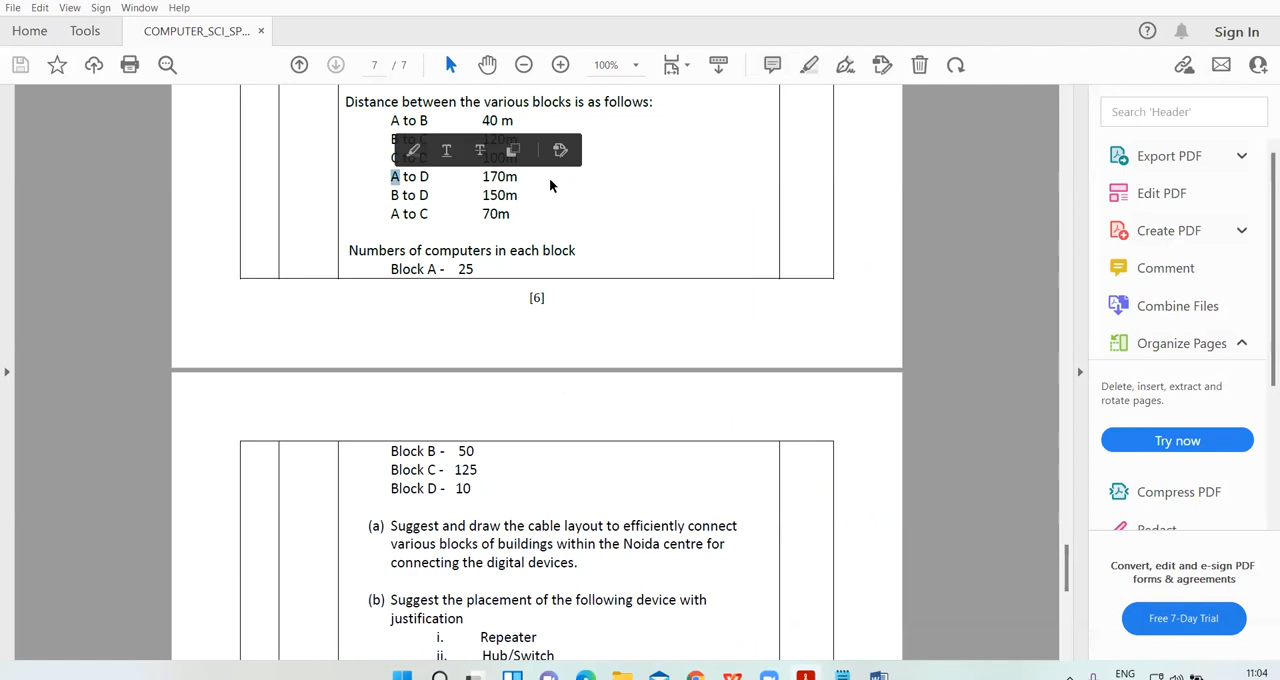 File Edit View Sign Window Help
Home Tools COMPUTER_SCI_SP... × Sign In
7 / 7 100%
Distance between the various blocks is as follows:
A to B 40 m
B to C 120m
C to D 100m
A to D 170m
B to D 150m
A to C 70m
Numbers of computers in each block
Block A - 25
[6]
Block B - 50
Block C - 125
Block D - 10
(a) Suggest and draw the cable layout to efficiently connect
various blocks of buildings within the Noida centre for
connecting the digital devices.
(b) Suggest the placement of the following device with
justification
i. Repeater
ii. Hub/Switch
Search 'Header'
Export PDF
Edit PDF
Create PDF
Comment
Combine Files
Organize Pages
Delete, insert, extract and
rotate pages.
Try now
Compress PDF
Redact
Convert, edit and e-sign PDF
forms & agreements
Free 7-Day Trial
ENG
11:04